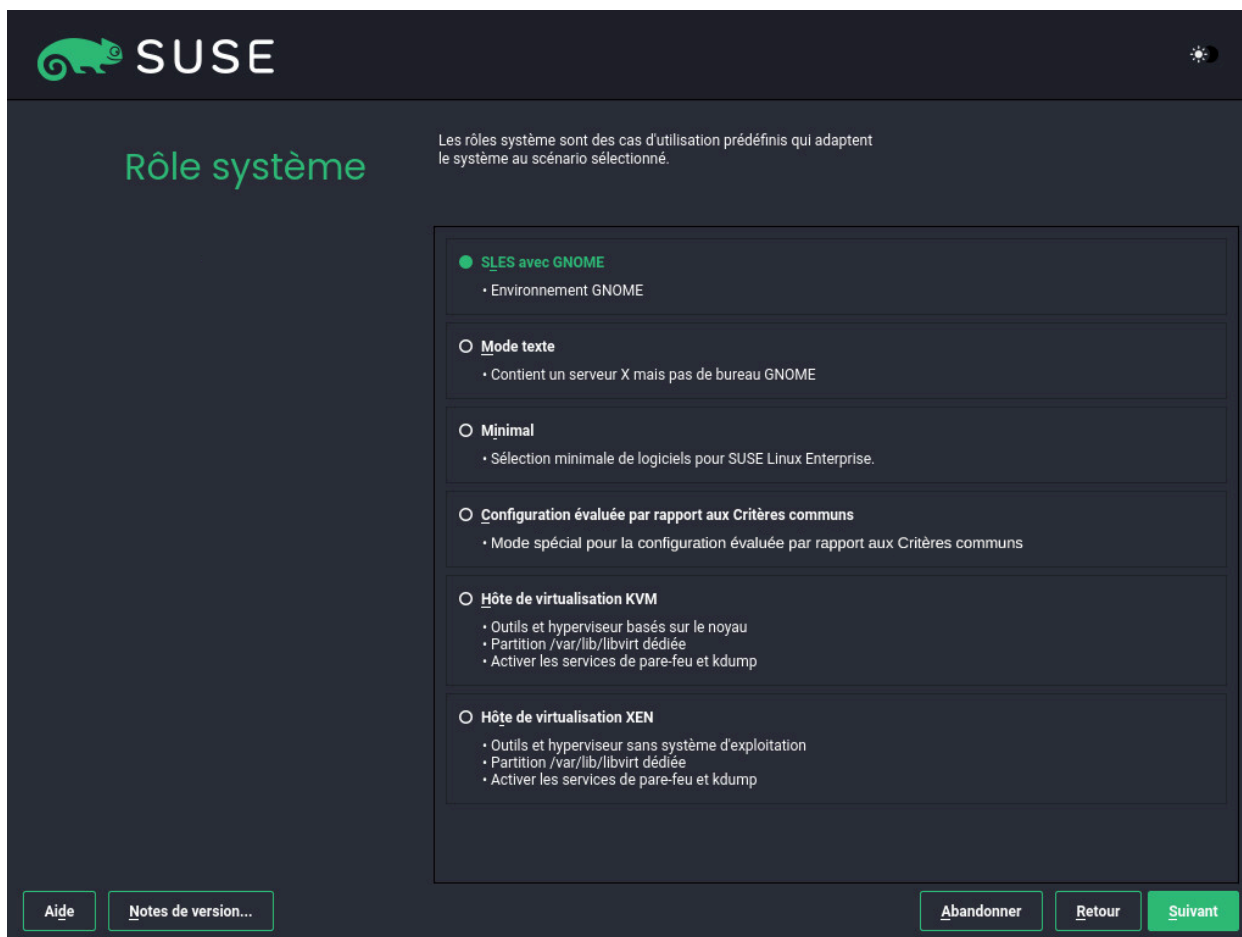 SUSE
Rôle système
Les rôles système sont des cas d'utilisation prédéfinis qui adaptent
le système au scénario sélectionné.
SLES avec GNOME
• Environnement GNOME
Mode texte
• Contient un serveur X mais pas de bureau GNOME
Minimal
• Sélection minimale de logiciels pour SUSE Linux Enterprise.
Configuration évaluée par rapport aux Critères communs
• Mode spécial pour la configuration évaluée par rapport aux Critères communs
Hôte de virtualisation KVM
• Outils et hyperviseur basés sur le noyau
• Partition /var/lib/libvirt dédiée
• Activer les services de pare-feu et kdump
Hôte de virtualisation XEN
• Outils et hyperviseur sans système d'exploitation
• Partition /var/lib/libvirt dédiée
• Activer les services de pare-feu et kdump
Aide
Notes de version...
Abandonner
Retour
Suivant